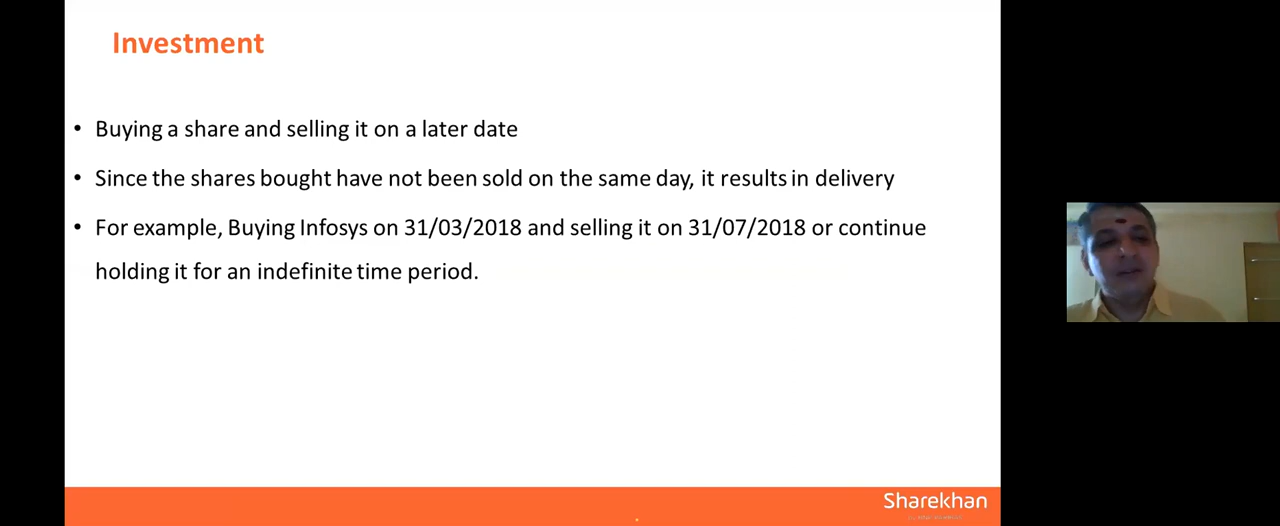 Investment
• Buying a share and selling it on a later date
• Since the shares bought have not been sold on the same day, it results in delivery
• For example, Buying Infosys on 31/03/2018 and selling it on 31/07/2018 or continue
holding it for an indefinite time period.
Sharekhan